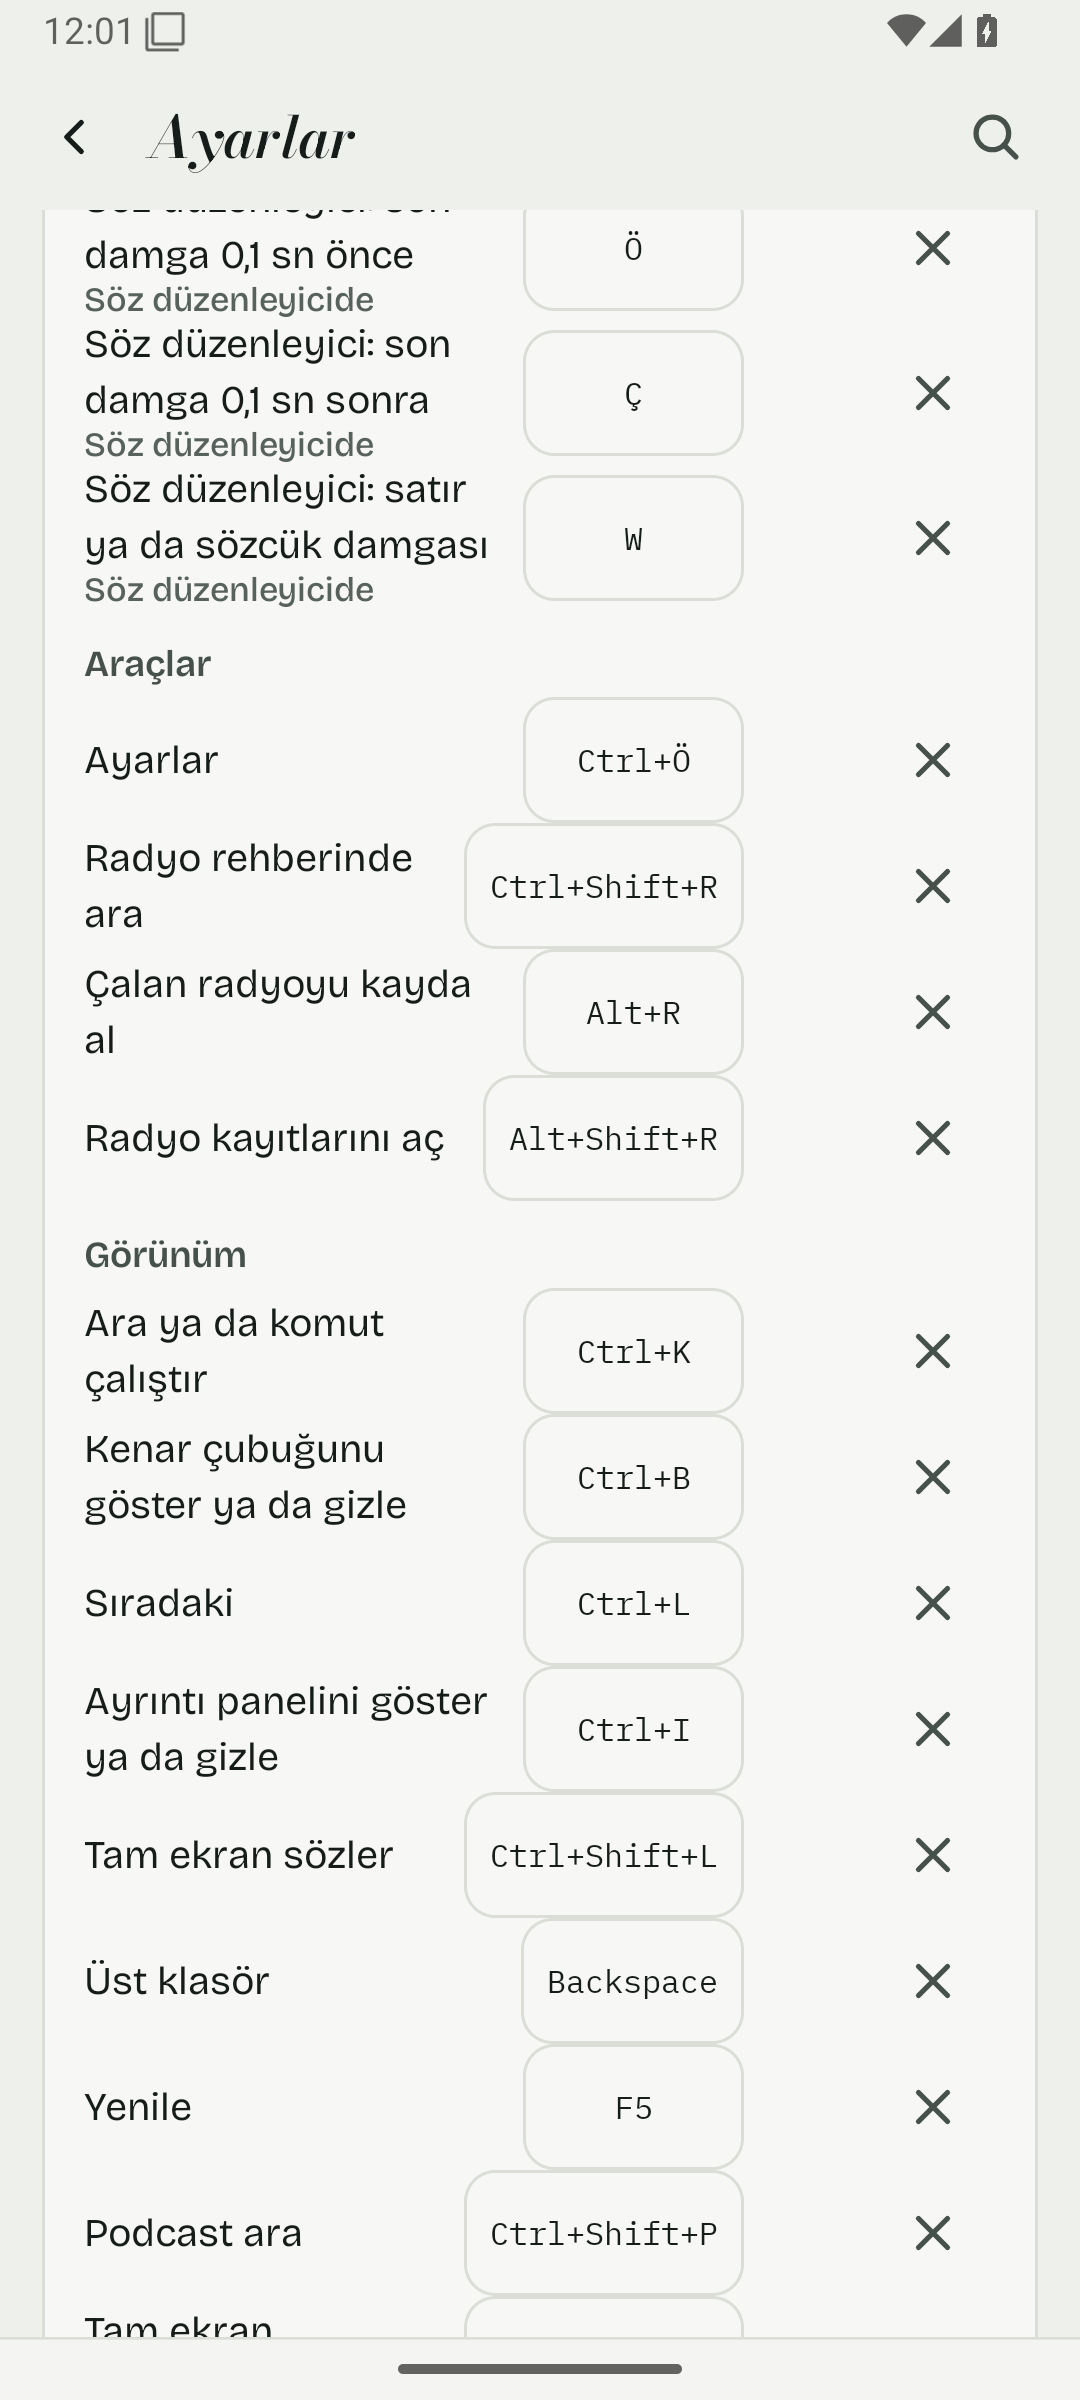 12:01
Ayarlar
Söz düzenleyici: son
damga 0,1 sn önce
Ö
Söz düzenleyicide
Söz düzenleyici: son
damga 0,1 sn sonra
Ç
Söz düzenleyicide
Söz düzenleyici: satır
ya da sözcük damgası
W
Söz düzenleyicide
Araçlar
Ayarlar
Ctrl+Ö
Radyo rehberinde
ara
Ctrl+Shift+R
Çalan radyoyu kayda
al
Alt+R
Radyo kayıtlarını aç
Alt+Shift+R
Görünüm
Ara ya da komut
çalıştır
Ctrl+K
Kenar çubuğunu
göster ya da gizle
Ctrl+B
Sıradaki
Ctrl+L
Ayrıntı panelini göster
ya da gizle
Ctrl+I
Tam ekran sözler
Ctrl+Shift+L
Üst klasör
Backspace
Yenile
F5
Podcast ara
Ctrl+Shift+P
Tam ekran